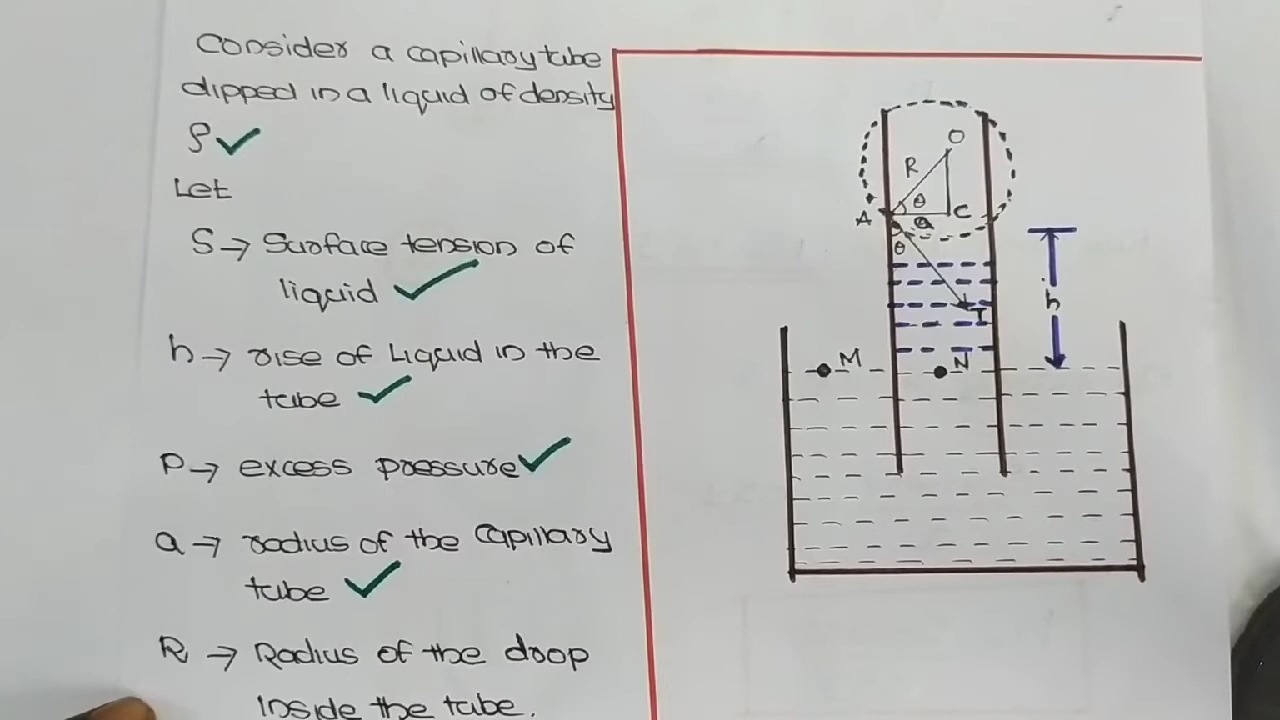 Consider a capillary tube
dipped in a liquid of density
ρ
Let
S → Surface tension of
liquid
h → rise of Liquid in the
tube
P → excess pressure
a → radius of the capillary
tube
R → Radius of the drop
inside the tube.
O
R
θ
A
C
a
θ
h
T
M
N